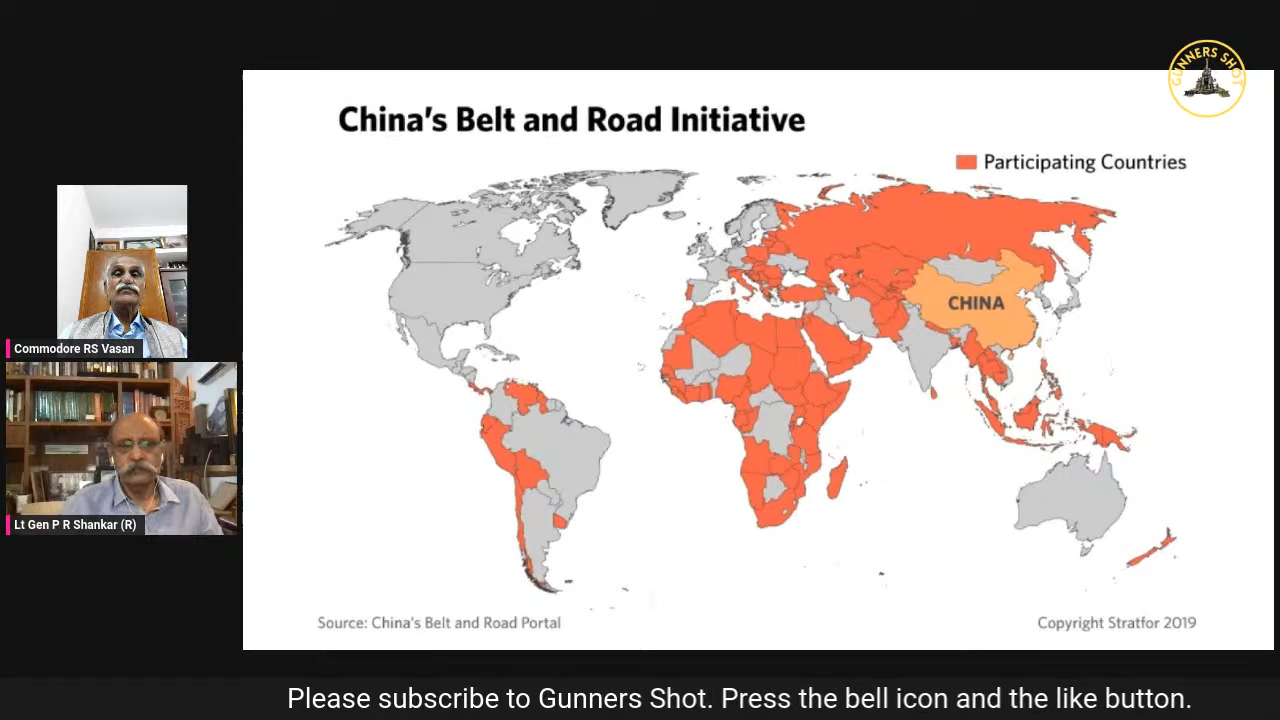 GUNNERS SHOT
China's Belt and Road Initiative
Participating Countries
CHINA
Commodore RS Vasan
Lt Gen P R Shankar (R)
Source: China's Belt and Road Portal
Copyright Stratfor 2019
Please subscribe to Gunners Shot. Press the bell icon and the like button.